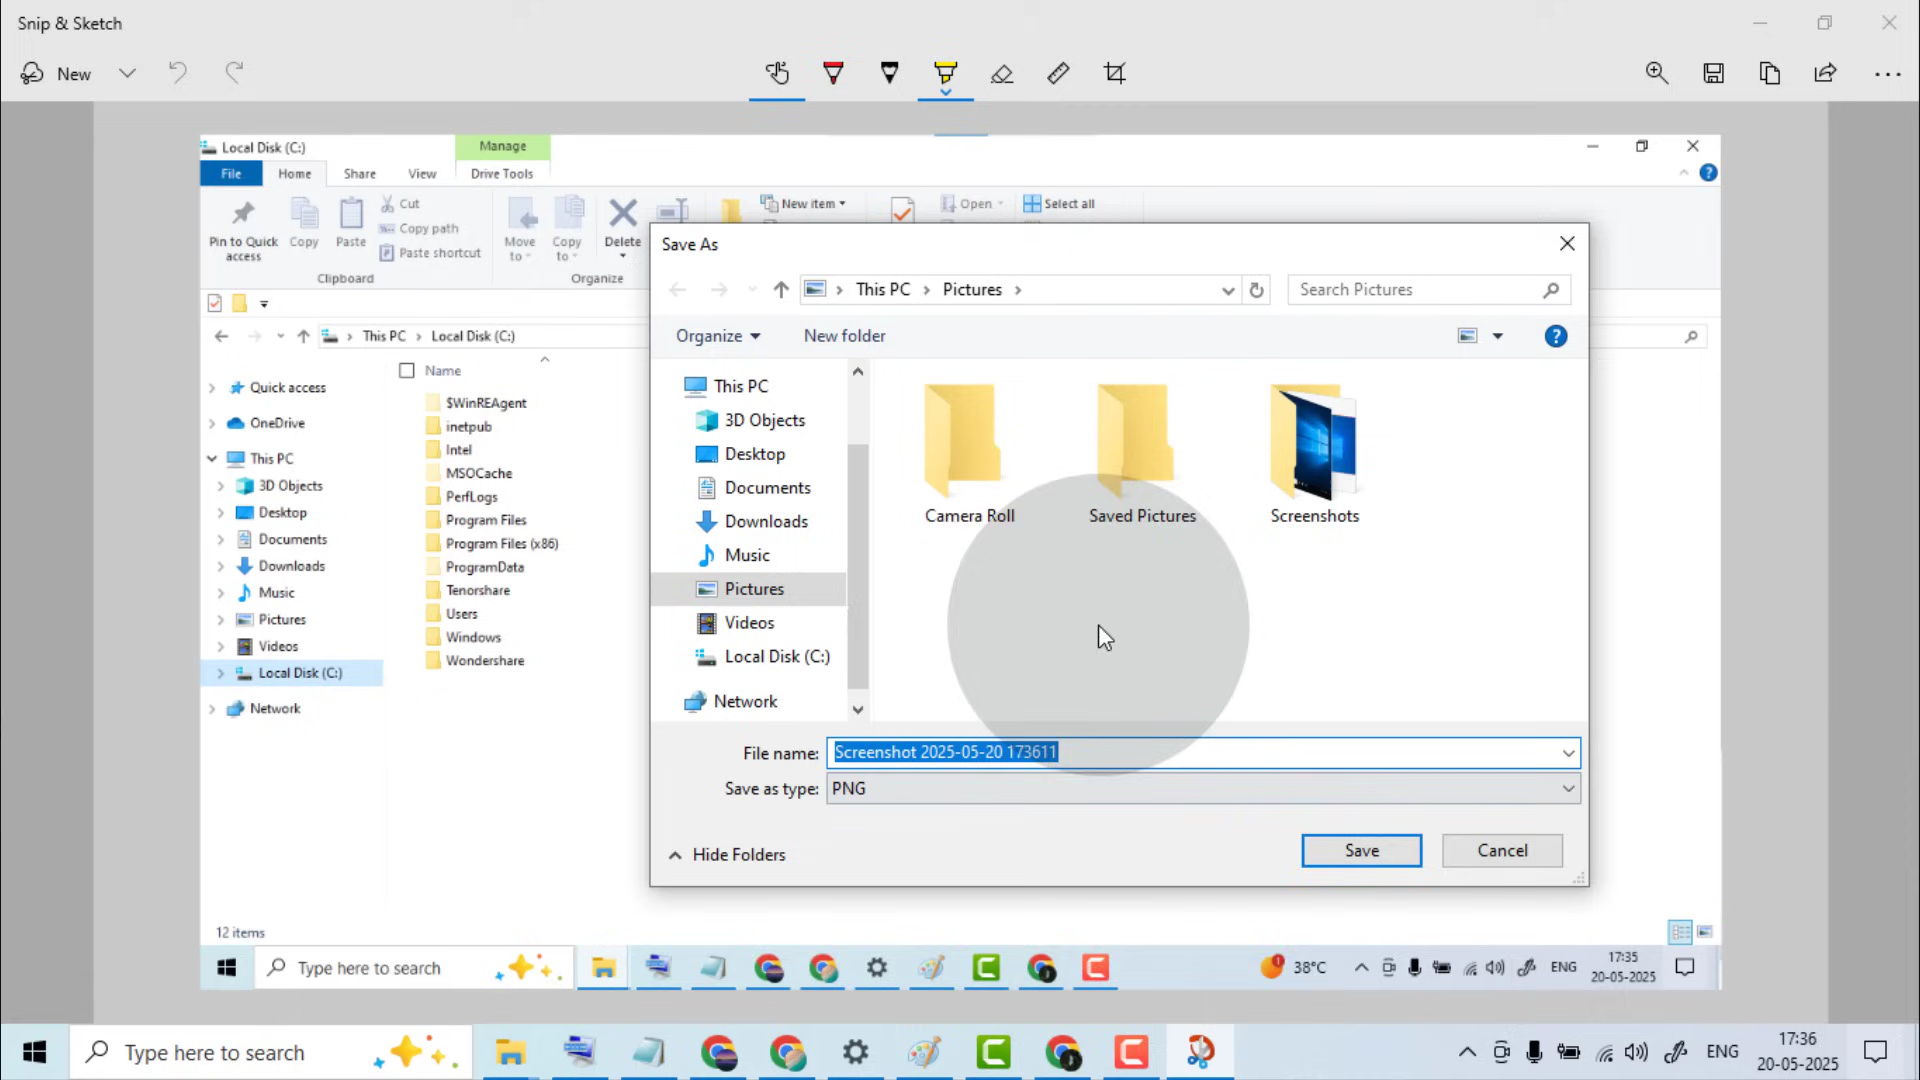 Snip & Sketch
New
Local Disk (C:)
Manage
File
Home
Share
View
Drive Tools
Pin to Quick access
Copy
Paste
Cut
Copy path
Paste shortcut
Move to
Copy to
Delete
New item
Open
Select all
Clipboard
Organize
This PC
Local Disk (C:)
Name
Quick access
OneDrive
This PC
3D Objects
Desktop
Documents
Downloads
Music
Pictures
Videos
Local Disk (C:)
Network
$WinREAgent
inetpub
Intel
MSOCache
PerfLogs
Program Files
Program Files (x86)
ProgramData
Tenorshare
Users
Windows
Wondershare
12 items
Save As
This PC
Pictures
Search Pictures
Organize
New folder
This PC
3D Objects
Desktop
Documents
Downloads
Music
Pictures
Videos
Local Disk (C:)
Network
Camera Roll
Saved Pictures
Screenshots
File name: Screenshot 2025-05-20 173611
Save as type: PNG
Hide Folders
Save
Cancel
Type here to search
38°C
ENG
17:35
20-05-2025
Type here to search
ENG
17:36
20-05-2025